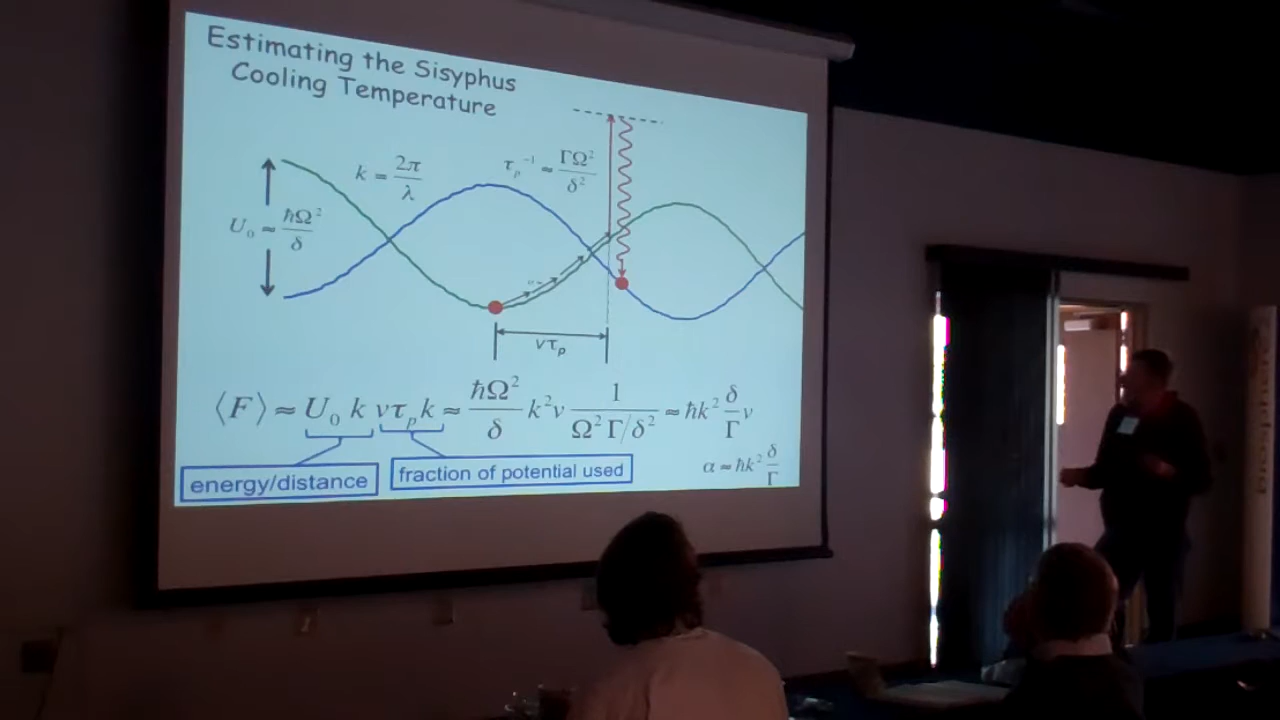 Estimating the Sisyphus
Cooling Temperature
k = 2π/λ
τₚ⁻¹ ≈ ΓΩ²/δ²
U₀ ≈ ħΩ²/δ
vτₚ
⟨F⟩ ≈ U₀ k vτₚk ≈ ħΩ²/δ k²v 1/(Ω²Γ/δ²) ≈ ħk² δ/Γ v
energy/distance
fraction of potential used
α ≈ ħk² δ/Γ